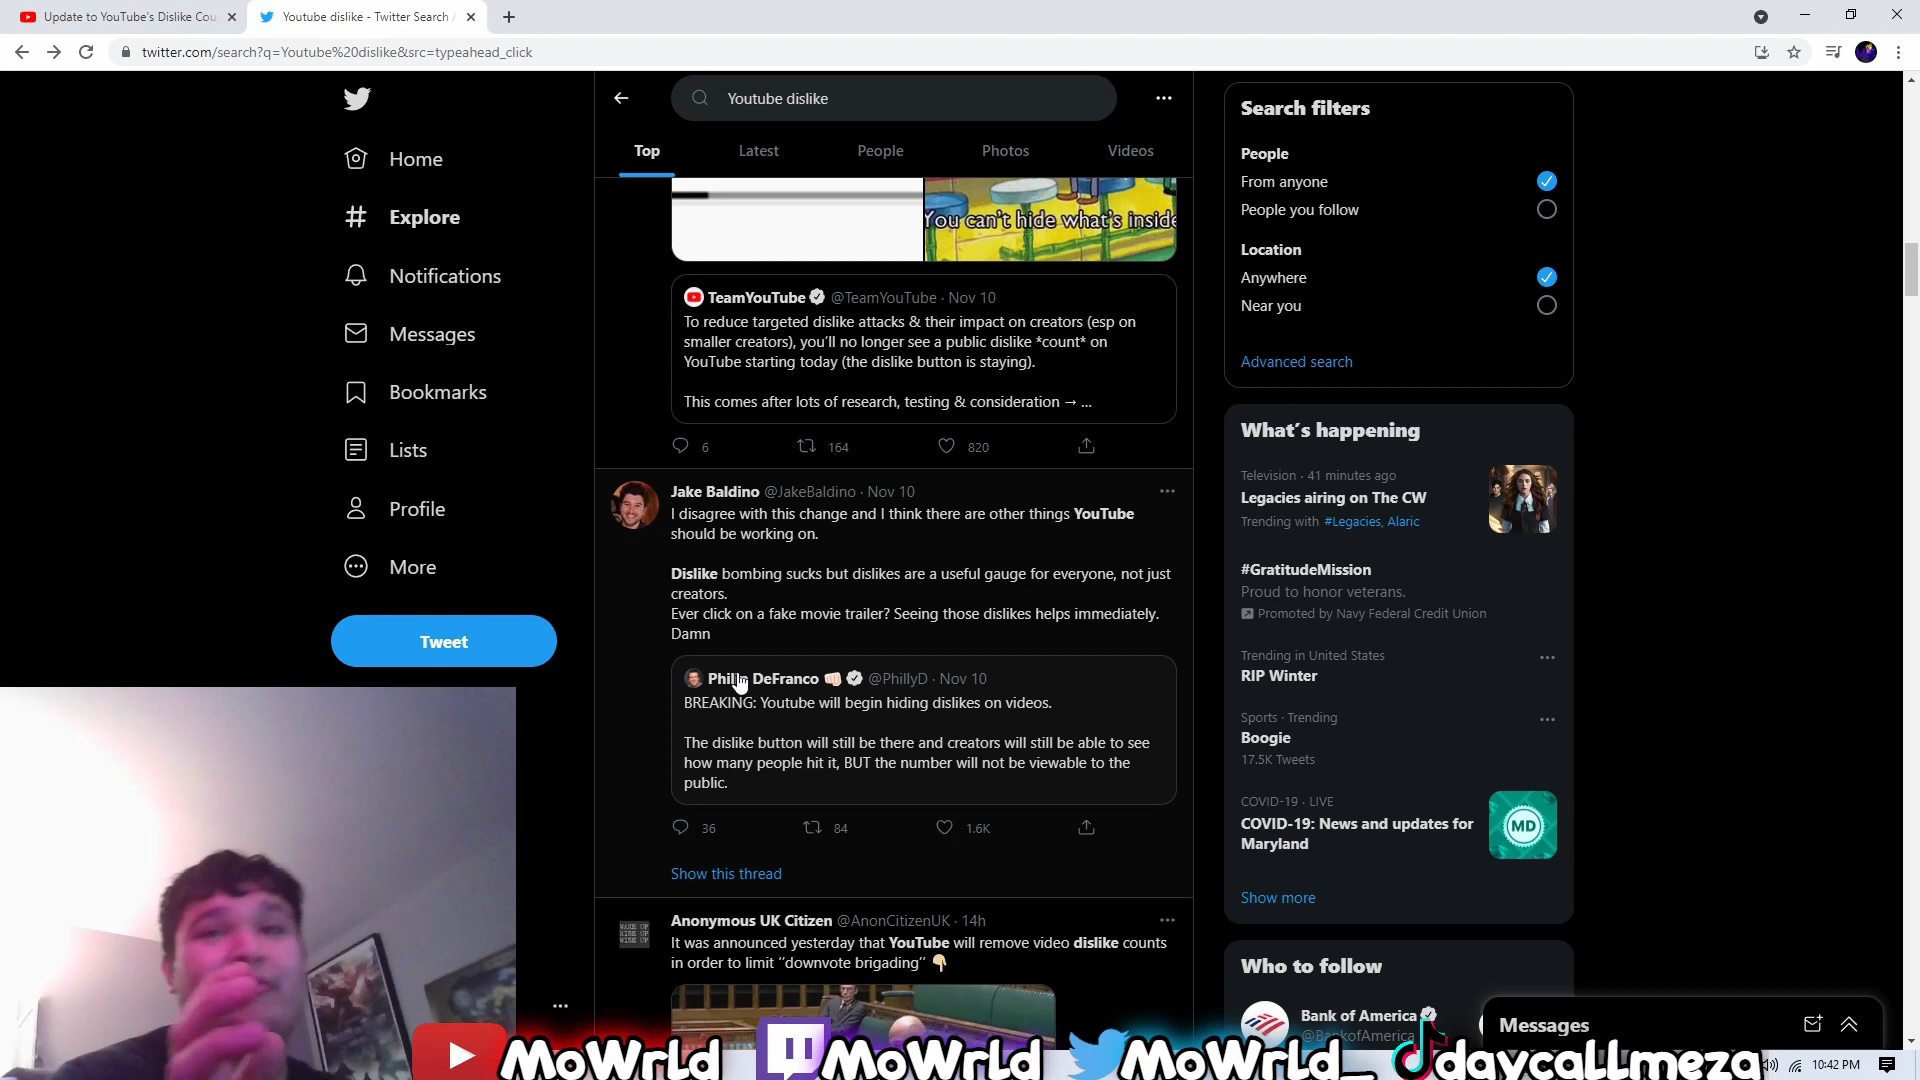 Update to YouTube's Dislike Cou
Youtube dislike - Twitter Search /
twitter.com/search?q=Youtube%20dislike&src=typeahead_click
Home
Explore
Notifications
Messages
Bookmarks
Lists
Profile
More
Tweet
Youtube dislike
Top
Latest
People
Photos
Videos
You can't hide what's inside
TeamYouTube @TeamYouTube · Nov 10
To reduce targeted dislike attacks & their impact on creators (esp on
smaller creators), you'll no longer see a public dislike *count* on
YouTube starting today (the dislike button is staying).
This comes after lots of research, testing & consideration → ...
6
164
820
Jake Baldino @JakeBaldino · Nov 10
I disagree with this change and I think there are other things YouTube
should be working on.
Dislike bombing sucks but dislikes are a useful gauge for everyone, not just
creators.
Ever click on a fake movie trailer? Seeing those dislikes helps immediately.
Damn
Philip DeFranco 👊🏻 @PhillyD · Nov 10
BREAKING: Youtube will begin hiding dislikes on videos.
The dislike button will still be there and creators will still be able to see
how many people hit it, BUT the number will not be viewable to the
public.
36
84
1.6K
Show this thread
WAKE UP
RISE UP
WISE UP
Anonymous UK Citizen @AnonCitizenUK · 14h
It was announced yesterday that YouTube will remove video dislike counts
in order to limit "downvote brigading" 👇🏼
Search filters
People
From anyone
People you follow
Location
Anywhere
Near you
Advanced search
What's happening
Television · 41 minutes ago
Legacies airing on The CW
Trending with #Legacies, Alaric
#GratitudeMission
Proud to honor veterans.
Promoted by Navy Federal Credit Union
Trending in United States
RIP Winter
Sports · Trending
Boogie
17.5K Tweets
COVID-19 · LIVE
COVID-19: News and updates for
Maryland
MD
Show more
Who to follow
Bank of America
@BankofAmerica
Messages
MoWrld
MoWrld
MoWrld_
daycallmeza
10:42 PM